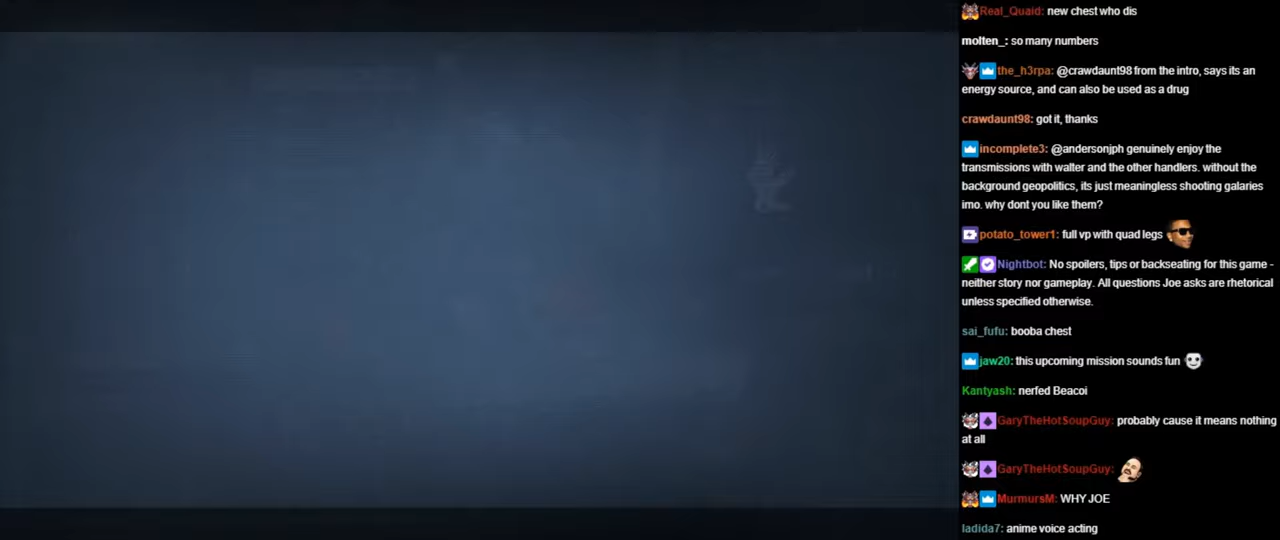 Real_Quaid: new chest who dis
molten_: so many numbers
the_h3rpa: @crawdaunt98 from the intro, says its an
energy source, and can also be used as a drug
crawdaunt98: got it, thanks
incomplete3: @andersonjph genuinely enjoy the
transmissions with walter and the other handlers. without the
background geopolitics, its just meaningless shooting galaries
imo. why dont you like them?
potato_tower1: full vp with quad legs
Nightbot: No spoilers, tips or backseating for this game -
neither story nor gameplay. All questions Joe asks are rhetorical
unless specified otherwise.
sai_fufu: booba chest
jaw20: this upcoming mission sounds fun
Kantyash: nerfed Beacoi
GaryTheHotSoupGuy: probably cause it means nothing
at all
GaryTheHotSoupGuy:
MurmursM: WHY JOE
ladida7: anime voice acting